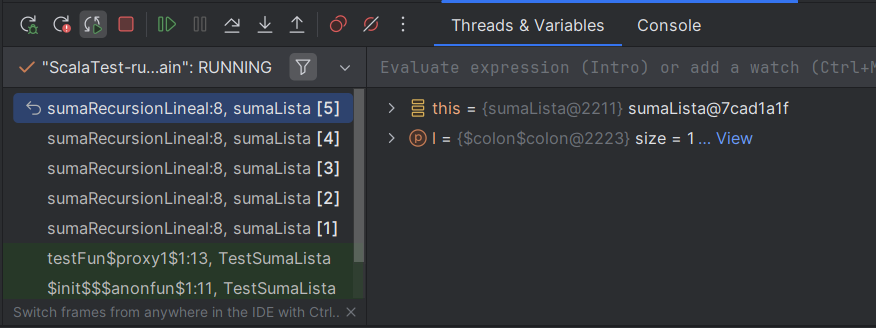 Threads & Variables Console
"ScalaTest-ru...ain": RUNNING
Evaluate expression (Intro) or add a watch (Ctrl+M
sumaRecursionLineal:8, sumaLista [5]
this = {sumaLista@2211} sumaLista@7cad1a1f
sumaRecursionLineal:8, sumaLista [4]
p l = {$colon$colon@2223} size = 1 ... View
sumaRecursionLineal:8, sumaLista [3]
sumaRecursionLineal:8, sumaLista [2]
sumaRecursionLineal:8, sumaLista [1]
testFun$proxy1$1:13, TestSumaLista
$init$$$anonfun$1:11, TestSumaLista
Switch frames from anywhere in the IDE with Ctrl..